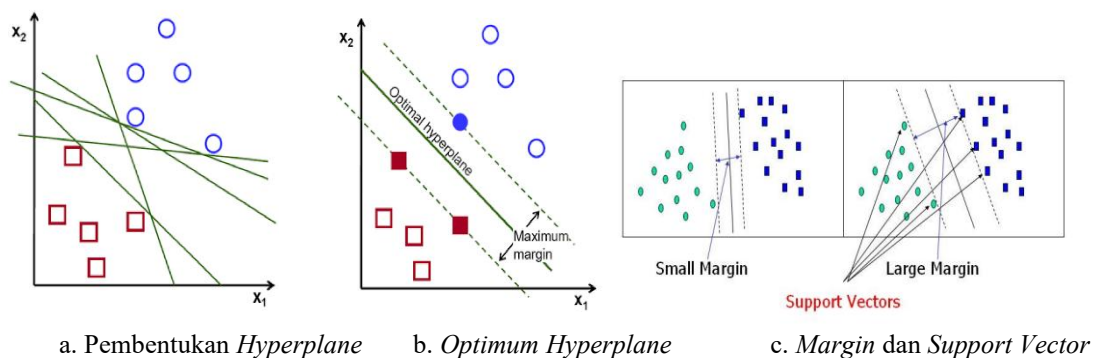 x₂
x₁
x₂
Optimal hyperplane
Maximum
margin
x₁
Small Margin
Large Margin
Support Vectors
a. Pembentukan Hyperplane
b. Optimum Hyperplane
c. Margin dan Support Vector